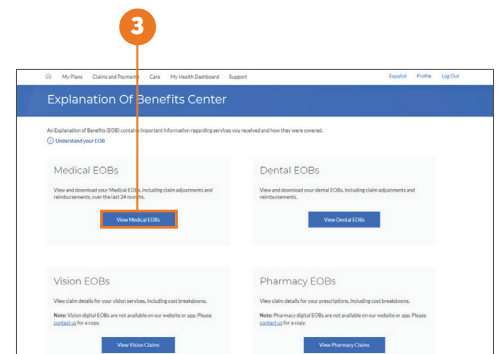 3
My Plans Claims and Payments Care My Health Dashboard Support Español Profile Log Out
Explanation Of Benefits Center
An Explanation of Benefits (EOB) contains important information regarding services you received and how they were covered.
Understand your EOB
Medical EOBs
View and download your Medical EOBs, including claim adjustments and
reimbursements, over the last 24 months.
View Medical EOBs
Dental EOBs
View and download your dental EOBs, including claim adjustments and
reimbursements.
View Dental EOBs
Vision EOBs
View claim details for your vision services, including cost breakdowns.
Note: Vision digital EOBs are not available on our website or app. Please
contact us for a copy.
View Vision Claims
Pharmacy EOBs
View claim details for your prescriptions, including cost breakdowns.
Note: Pharmacy digital EOBs are not available on our website or app. Please
contact us for a copy.
View Pharmacy Claims